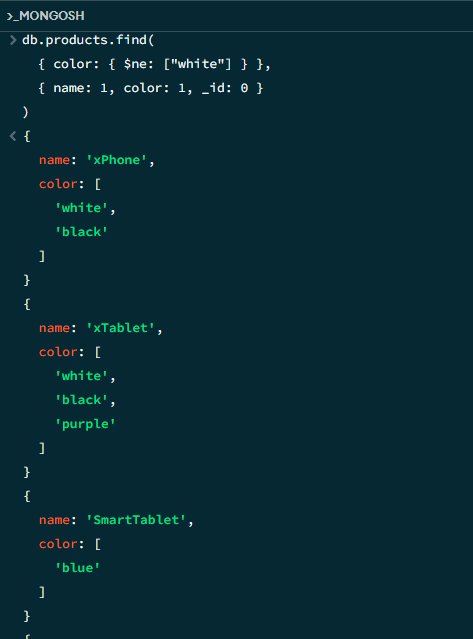 >_MONGOSH
> db.products.find(
{ color: { $ne: ["white"] } },
{ name: 1, color: 1, _id: 0 }
)
< {
name: 'xPhone',
color: [
'white',
'black'
]
}
{
name: 'xTablet',
color: [
'white',
'black',
'purple'
]
}
{
name: 'SmartTablet',
color: [
'blue'
]
}
{